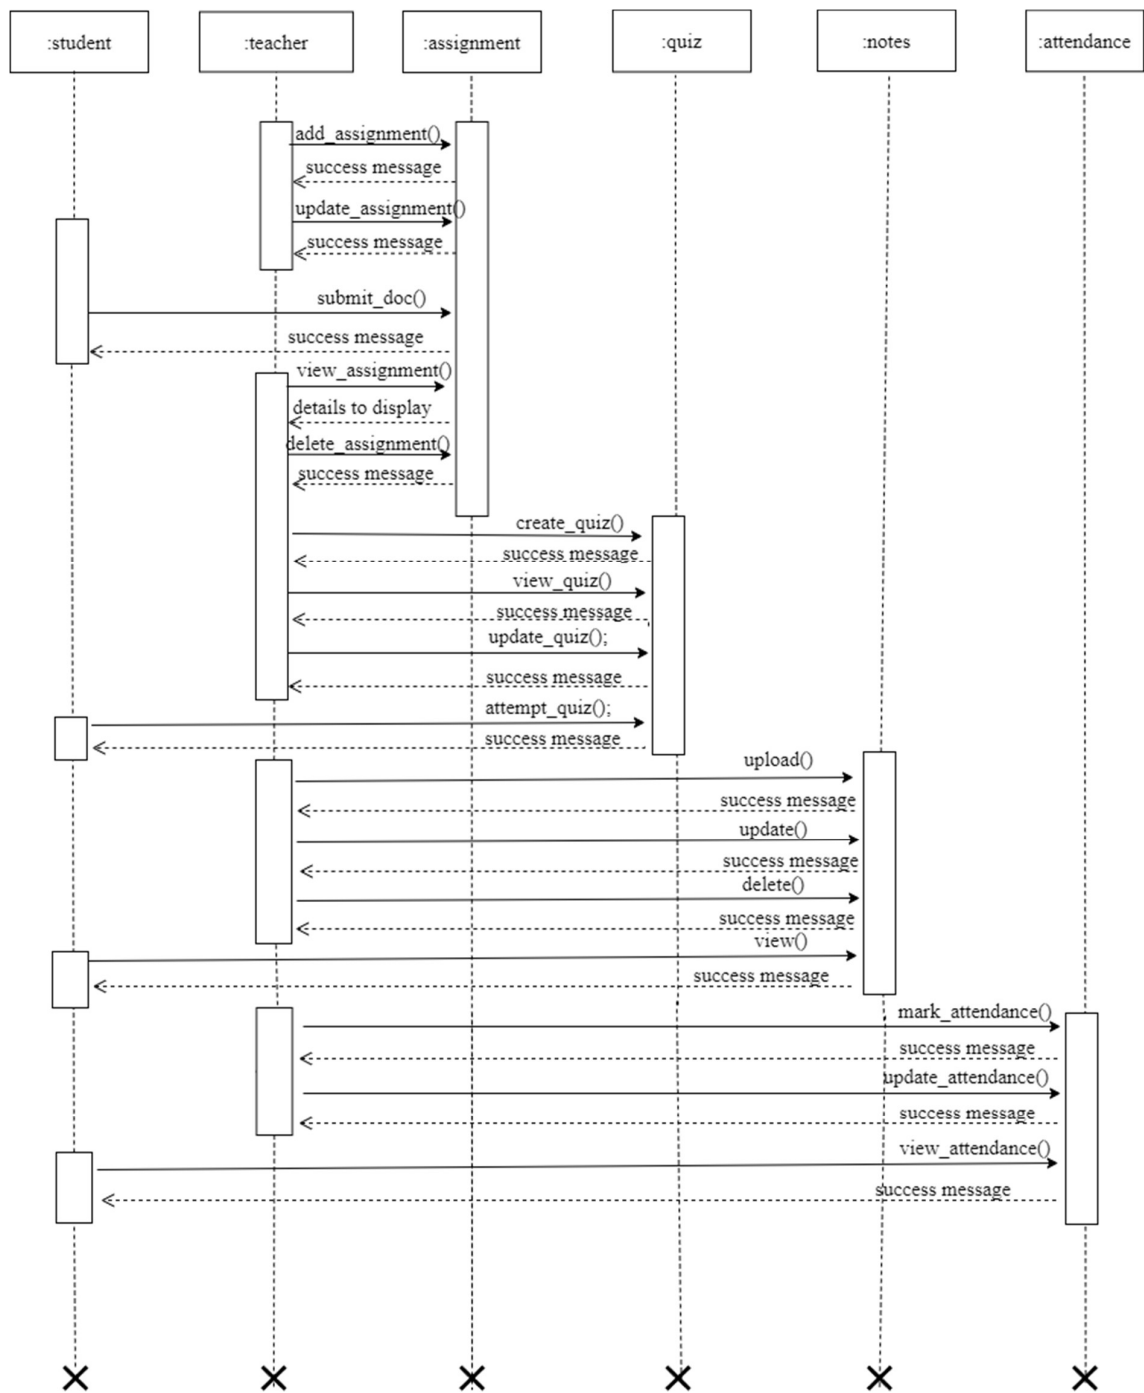 :student
:teacher
:assignment
:quiz
:notes
:attendance
add_assignment()
success message
update_assignment()
success message
submit_doc()
success message
view_assignment()
details to display
delete_assignment()
success message
create_quiz()
success message
view_quiz()
success message
update_quiz();
success message
attempt_quiz();
success message
upload()
success message
update()
success message
delete()
success message
view()
success message
mark_attendance()
success message
update_attendance()
success message
view_attendance()
success message